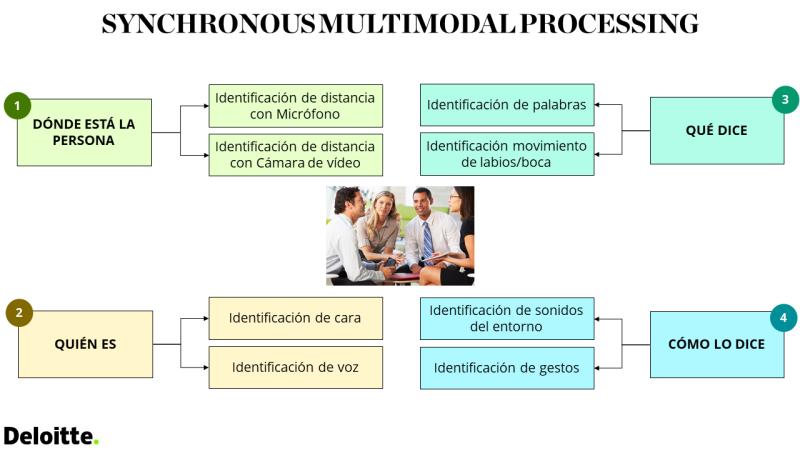 SYNCHRONOUS MULTIMODAL PROCESSING
1
DÓNDE ESTÁ LA
PERSONA
Identificación de distancia
con Micrófono
Identificación de distancia
con Cámara de vídeo
3
QUÉ DICE
Identificación de palabras
Identificación movimiento
de labios/boca
2
QUIÉN ES
Identificación de cara
Identificación de voz
4
CÓMO LO DICE
Identificación de sonidos
del entorno
Identificación de gestos
Deloitte.